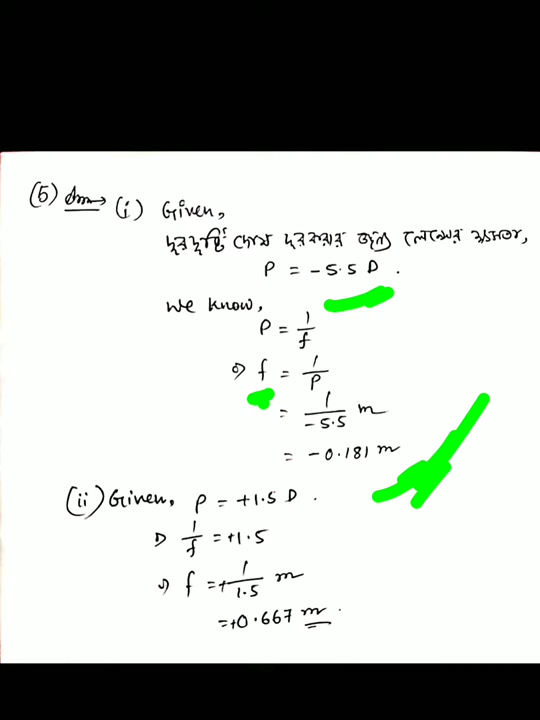 (5) Ans→ (i) Given,
দূরদৃষ্টি দোষ দূর করার জন্য লেন্সের ক্ষমতা,
P = -5.5 D .
We know,
P = 1/f
⇒ f = 1/P
= 1/-5.5 m
= -0.181 m
(ii) Given, P = +1.5 D .
⇒ 1/f = +1.5
⇒ f = + 1/1.5 m
= +0.667 m .